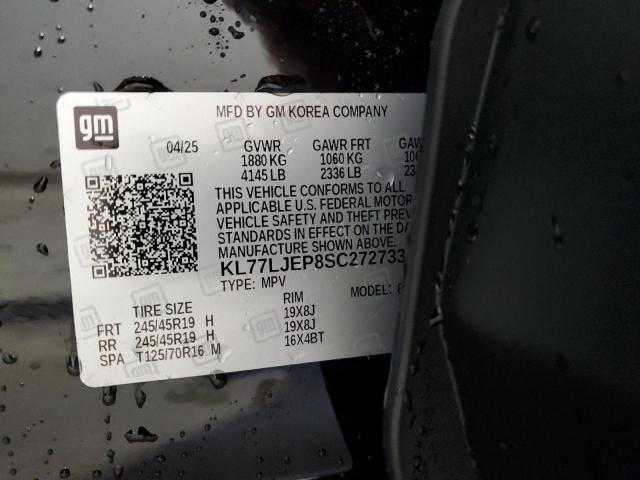 gm
MFD BY GM KOREA COMPANY
04/25 GVWR GAWR FRT
1880 KG 1060 KG
4145 LB 2336 LB
THIS VEHICLE CONFORMS TO ALL
APPLICABLE U.S. FEDERAL MOTOR
VEHICLE SAFETY AND THEFT
STANDARDS IN EFFECT ON THE
MANUFACTURE SHOWN ABOVE.
KL77LJEP8SC272733
TYPE: MPV MODEL:
TIRE SIZE RIM
FRT 245/45R19 H 19X8J
RR 245/45R19 H 19X8J
SPA T125/70R16 M 16X4BT